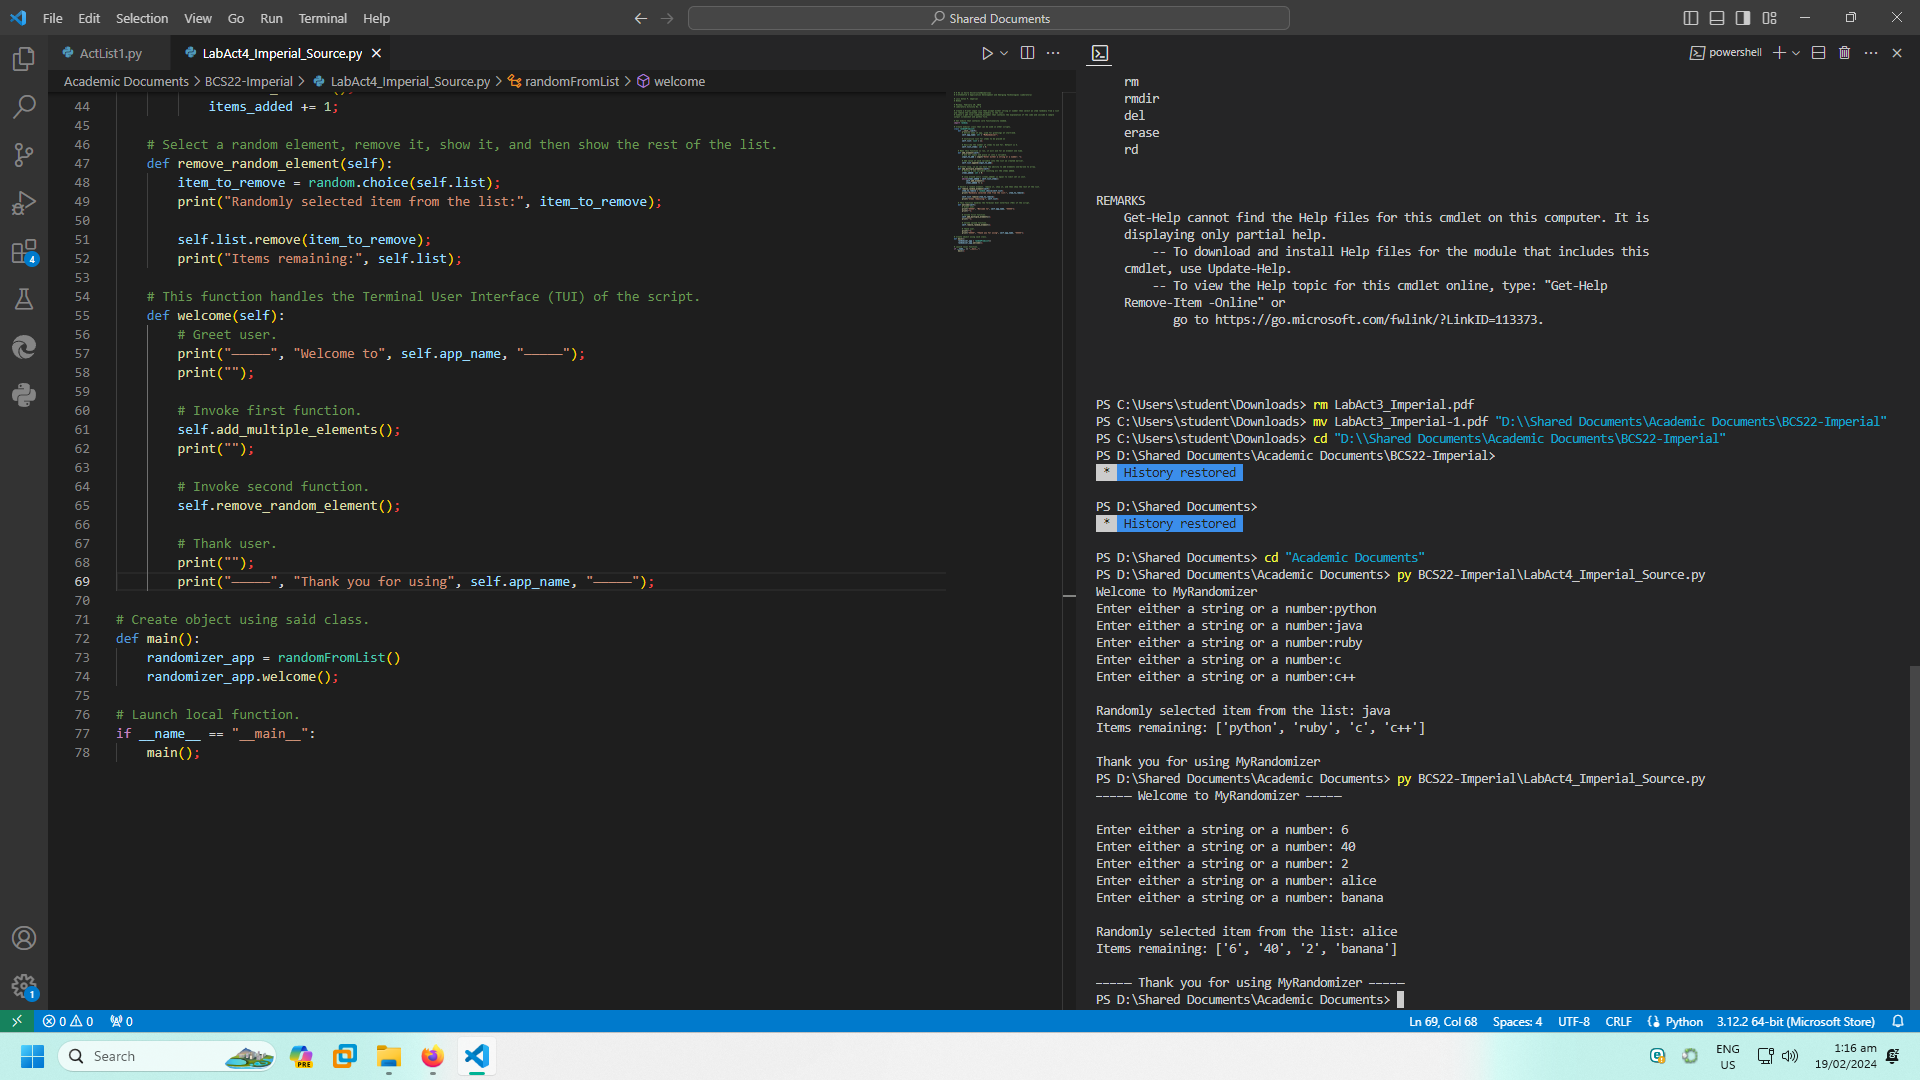 File Edit Selection View Go Run Terminal Help
Shared Documents
ActList1.py
LabAct4_Imperial_Source.py
Academic Documents > BCS22-Imperial > LabAct4_Imperial_Source.py > randomFromList > welcome
44 items_added += 1;
45
46 # Select a random element, remove it, show it, and then show the rest of the list.
47 def remove_random_element(self):
48 item_to_remove = random.choice(self.list);
49 print("Randomly selected item from the list:", item_to_remove);
50
51 self.list.remove(item_to_remove);
52 print("Items remaining:", self.list);
53
54 # This function handles the Terminal User Interface (TUI) of the script.
55 def welcome(self):
56 # Greet user.
57 print("—————", "Welcome to", self.app_name, "—————");
58 print("");
59
60 # Invoke first function.
61 self.add_multiple_elements();
62 print("");
63
64 # Invoke second function.
65 self.remove_random_element();
66
67 # Thank user.
68 print("");
69 print("—————", "Thank you for using", self.app_name, "—————");
70
71 # Create object using said class.
72 def main():
73 randomizer_app = randomFromList()
74 randomizer_app.welcome();
75
76 # Launch local function.
77 if __name__ == "__main__":
78 main();
powershell
rm
rmdir
del
erase
rd
REMARKS
Get-Help cannot find the Help files for this cmdlet on this computer. It is
displaying only partial help.
-- To download and install Help files for the module that includes this
cmdlet, use Update-Help.
-- To view the Help topic for this cmdlet online, type: "Get-Help
Remove-Item -Online" or
go to https://go.microsoft.com/fwlink/?LinkID=113373.
PS C:\Users\student\Downloads> rm LabAct3_Imperial.pdf
PS C:\Users\student\Downloads> mv LabAct3_Imperial-1.pdf "D:\\Shared Documents\Academic Documents\BCS22-Imperial"
PS C:\Users\student\Downloads> cd "D:\\Shared Documents\Academic Documents\BCS22-Imperial"
PS D:\Shared Documents\Academic Documents\BCS22-Imperial>
* History restored
PS D:\Shared Documents>
* History restored
PS D:\Shared Documents> cd "Academic Documents"
PS D:\Shared Documents\Academic Documents> py BCS22-Imperial\LabAct4_Imperial_Source.py
Welcome to MyRandomizer
Enter either a string or a number:python
Enter either a string or a number:java
Enter either a string or a number:ruby
Enter either a string or a number:c
Enter either a string or a number:c++
Randomly selected item from the list: java
Items remaining: ['python', 'ruby', 'c', 'c++']
Thank you for using MyRandomizer
PS D:\Shared Documents\Academic Documents> py BCS22-Imperial\LabAct4_Imperial_Source.py
————— Welcome to MyRandomizer —————
Enter either a string or a number: 6
Enter either a string or a number: 40
Enter either a string or a number: 2
Enter either a string or a number: alice
Enter either a string or a number: banana
Randomly selected item from the list: alice
Items remaining: ['6', '40', '2', 'banana']
————— Thank you for using MyRandomizer —————
PS D:\Shared Documents\Academic Documents>
4
1
0 0 0
Ln 69, Col 68 Spaces: 4 UTF-8 CRLF Python 3.12.2 64-bit (Microsoft Store)
Search
PRE
ENG
US
1:16 am
19/02/2024